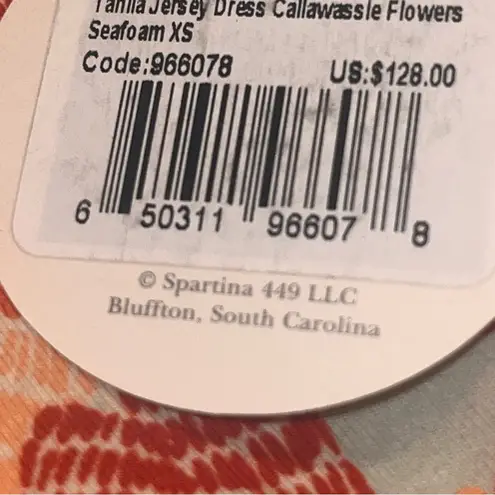 Jersey Dress Callawassie Flowers
Seafoam XS
Code:966078 US:$128.00
6 50311 96607 8
© Spartina 449 LLC
Bluffton, South Carolina